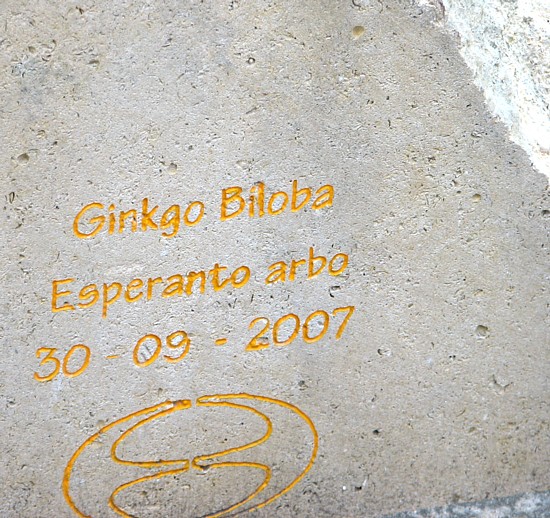 Ginkgo Biloba
Esperanto arbo
30 - 09 - 2007